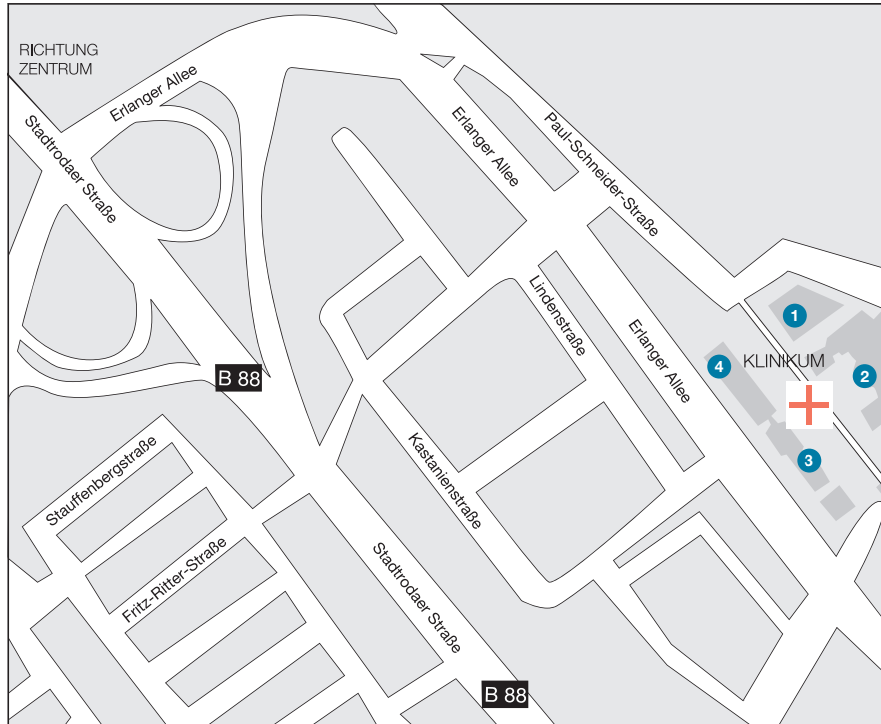 RICHTUNG
ZENTRUM
Erlanger Allee
Stadtrodaer Straße
Erlanger Allee
Paul-Schneider-Straße
Lindenstraße
Erlanger Allee
1
KLINIKUM
4
2
3
B 88
Kastanienstraße
Stauffenbergstraße
Fritz-Ritter-Straße
Stadtrodaer Straße
B 88